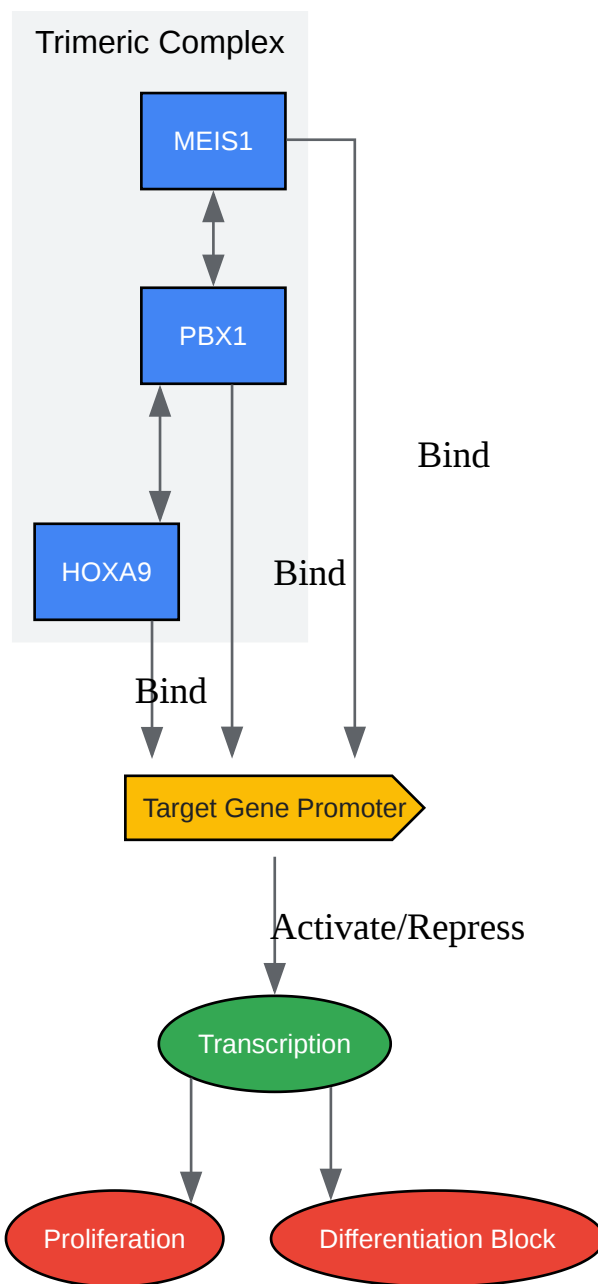 Trimeric Complex
MEIS1
PBX1
Bind
HOXA9
Bind
Bind
Target Gene Promoter
Activate/Repress
Transcription
Proliferation
Differentiation Block